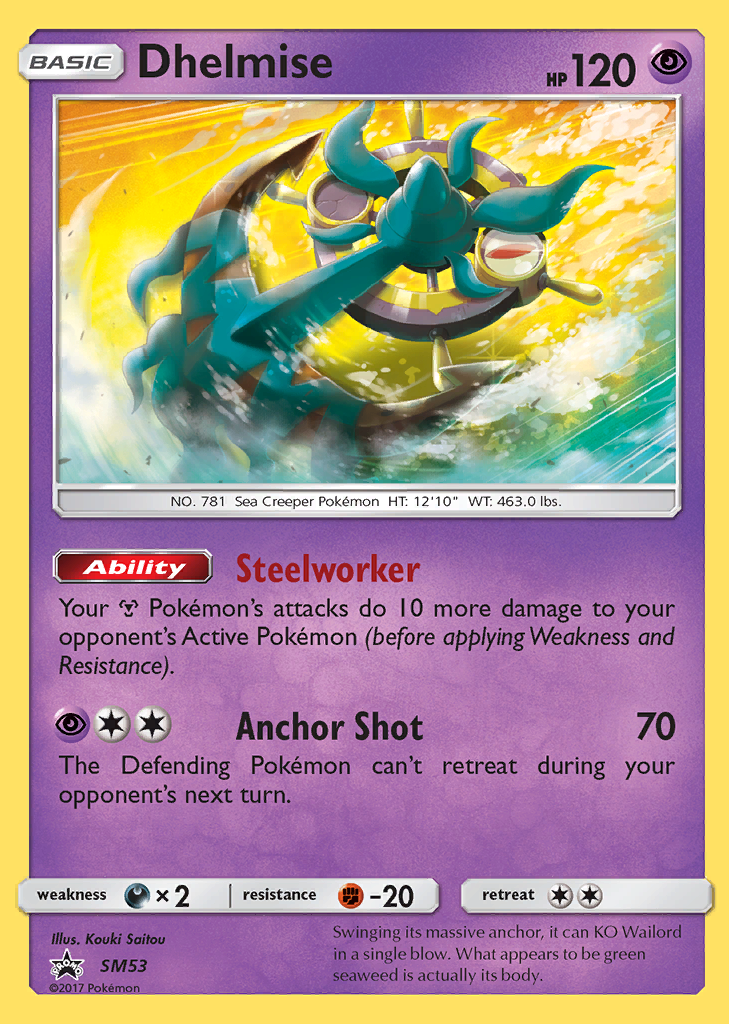 BASIC Dhelmise HP 120
NO. 781 Sea Creeper Pokémon HT: 12'10" WT: 463.0 lbs.
Ability Steelworker
Your Pokémon's attacks do 10 more damage to your
opponent's Active Pokémon (before applying Weakness and
Resistance).
Anchor Shot 70
The Defending Pokémon can't retreat during your
opponent's next turn.
weakness ×2 resistance -20 retreat
Illus. Kouki Saitou
PROMO SM53
©2017 Pokémon
Swinging its massive anchor, it can KO Wailord
in a single blow. What appears to be green
seaweed is actually its body.